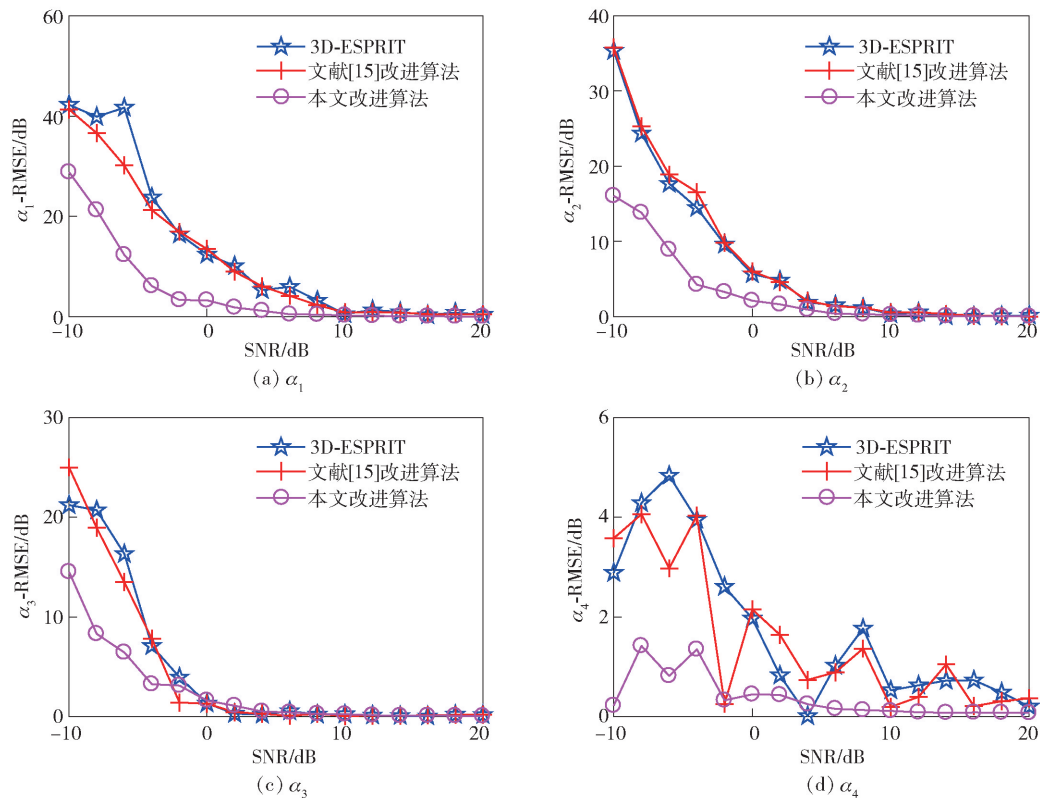 60
40
20
0
α₁-RMSE/dB
3D-ESPRIT
文献[15]改进算法
本文改进算法
-10 0 10 20
SNR/dB
(a) α₁
40
30
20
10
0
α₂-RMSE/dB
3D-ESPRIT
文献[15]改进算法
本文改进算法
-10 0 10 20
SNR/dB
(b) α₂
30
20
10
0
α₃-RMSE/dB
3D-ESPRIT
文献[15]改进算法
本文改进算法
-10 0 10 20
SNR/dB
(c) α₃
6
4
2
0
α₄-RMSE/dB
3D-ESPRIT
文献[15]改进算法
本文改进算法
-10 0 10 20
SNR/dB
(d) α₄